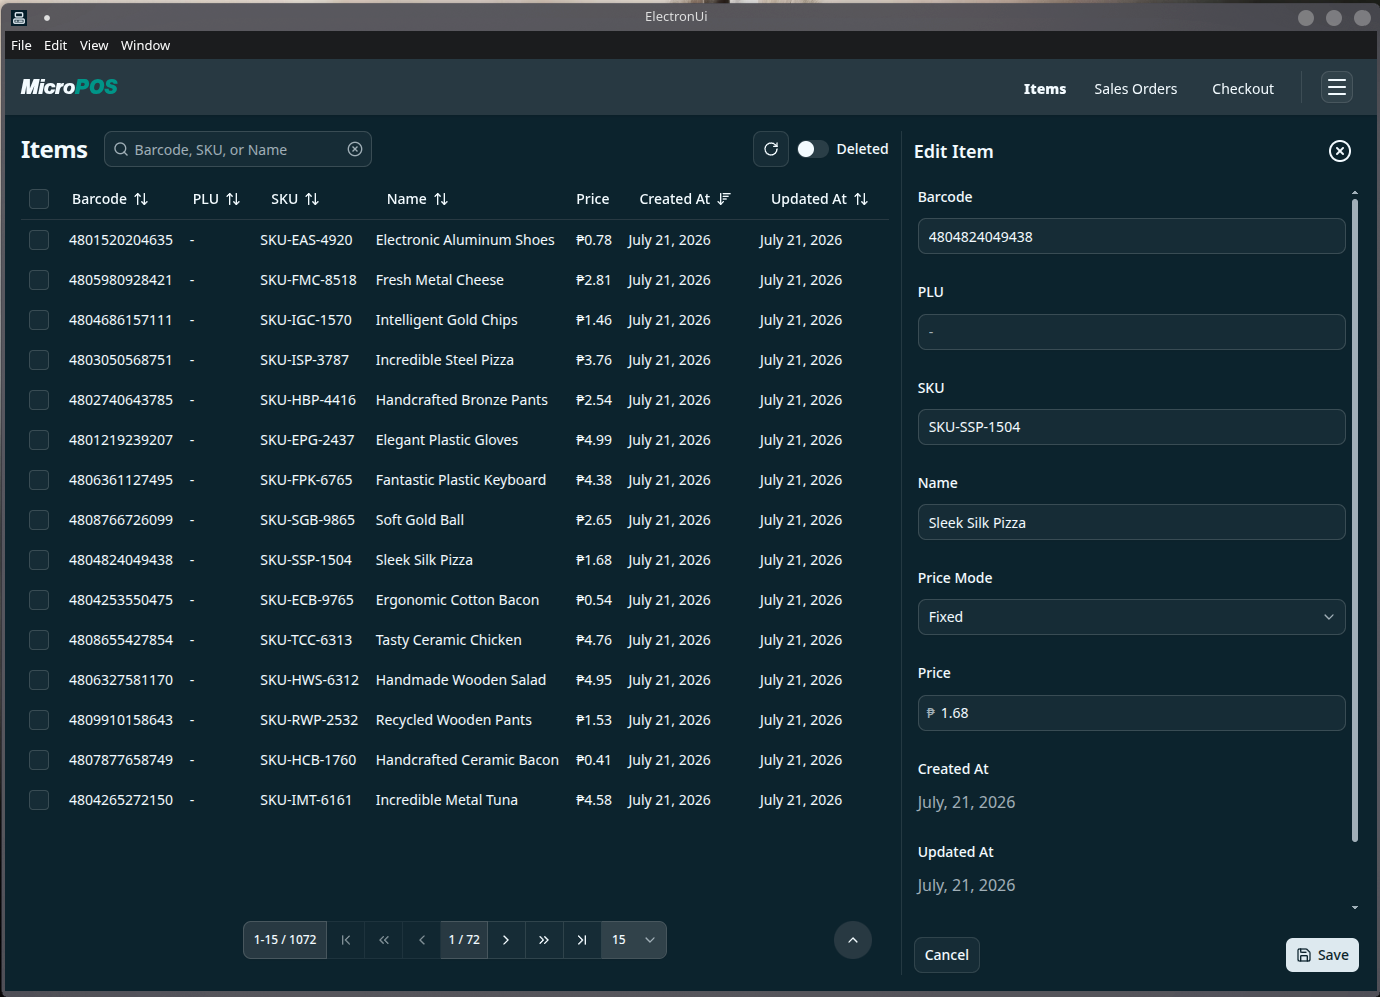 ElectronUi
File Edit View Window
MicroPOS
Items Sales Orders Checkout
Items
Barcode, SKU, or Name
Deleted
Barcode PLU SKU Name Price Created At Updated At
4801520204635 - SKU-EAS-4920 Electronic Aluminum Shoes ₱0.78 July 21, 2026 July 21, 2026
4805980928421 - SKU-FMC-8518 Fresh Metal Cheese ₱2.81 July 21, 2026 July 21, 2026
4804686157111 - SKU-IGC-1570 Intelligent Gold Chips ₱1.46 July 21, 2026 July 21, 2026
4803050568751 - SKU-ISP-3787 Incredible Steel Pizza ₱3.76 July 21, 2026 July 21, 2026
4802740643785 - SKU-HBP-4416 Handcrafted Bronze Pants ₱2.54 July 21, 2026 July 21, 2026
4801219239207 - SKU-EPG-2437 Elegant Plastic Gloves ₱4.99 July 21, 2026 July 21, 2026
4806361127495 - SKU-FPK-6765 Fantastic Plastic Keyboard ₱4.38 July 21, 2026 July 21, 2026
4808766726099 - SKU-SGB-9865 Soft Gold Ball ₱2.65 July 21, 2026 July 21, 2026
4804824049438 - SKU-SSP-1504 Sleek Silk Pizza ₱1.68 July 21, 2026 July 21, 2026
4804253550475 - SKU-ECB-9765 Ergonomic Cotton Bacon ₱0.54 July 21, 2026 July 21, 2026
4808655427854 - SKU-TCC-6313 Tasty Ceramic Chicken ₱4.76 July 21, 2026 July 21, 2026
4806327581170 - SKU-HWS-6312 Handmade Wooden Salad ₱4.95 July 21, 2026 July 21, 2026
4809910158643 - SKU-RWP-2532 Recycled Wooden Pants ₱1.53 July 21, 2026 July 21, 2026
4807877658749 - SKU-HCB-1760 Handcrafted Ceramic Bacon ₱0.41 July 21, 2026 July 21, 2026
4804265272150 - SKU-IMT-6161 Incredible Metal Tuna ₱4.58 July 21, 2026 July 21, 2026
1-15 / 1072 1 / 72 15
Edit Item
Barcode
4804824049438
PLU
-
SKU
SKU-SSP-1504
Name
Sleek Silk Pizza
Price Mode
Fixed
Price
₱ 1.68
Created At
July, 21, 2026
Updated At
July, 21, 2026
Cancel Save